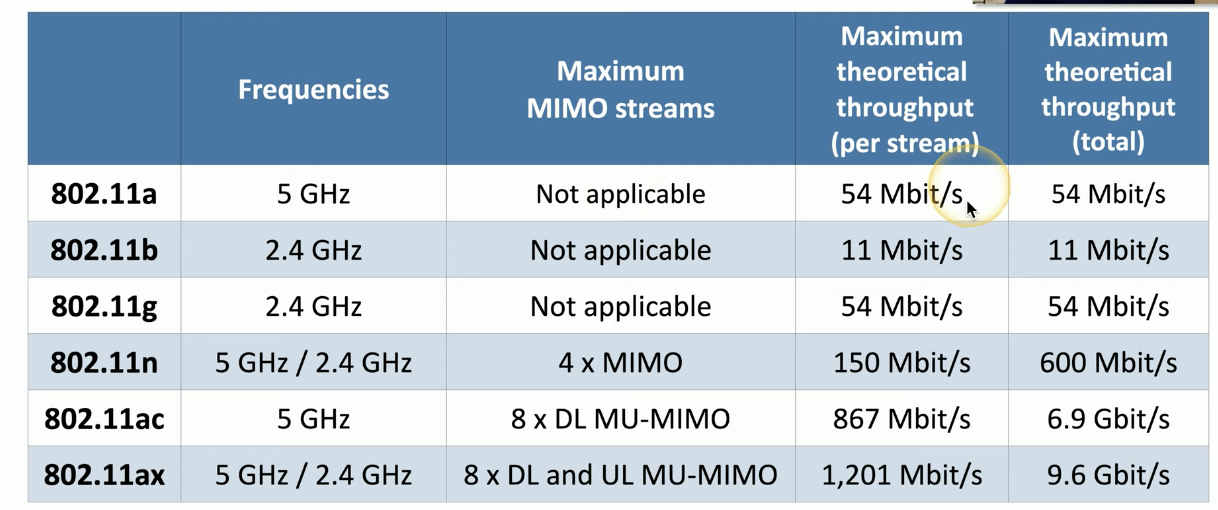 Frequencies
Maximum
MIMO streams
Maximum
theoretical
throughput
(per stream)
Maximum
theoretical
throughput
(total)
802.11a 5 GHz Not applicable 54 Mbit/s 54 Mbit/s
802.11b 2.4 GHz Not applicable 11 Mbit/s 11 Mbit/s
802.11g 2.4 GHz Not applicable 54 Mbit/s 54 Mbit/s
802.11n 5 GHz / 2.4 GHz 4 x MIMO 150 Mbit/s 600 Mbit/s
802.11ac 5 GHz 8 x DL MU-MIMO 867 Mbit/s 6.9 Gbit/s
802.11ax 5 GHz / 2.4 GHz 8 x DL and UL MU-MIMO 1,201 Mbit/s 9.6 Gbit/s